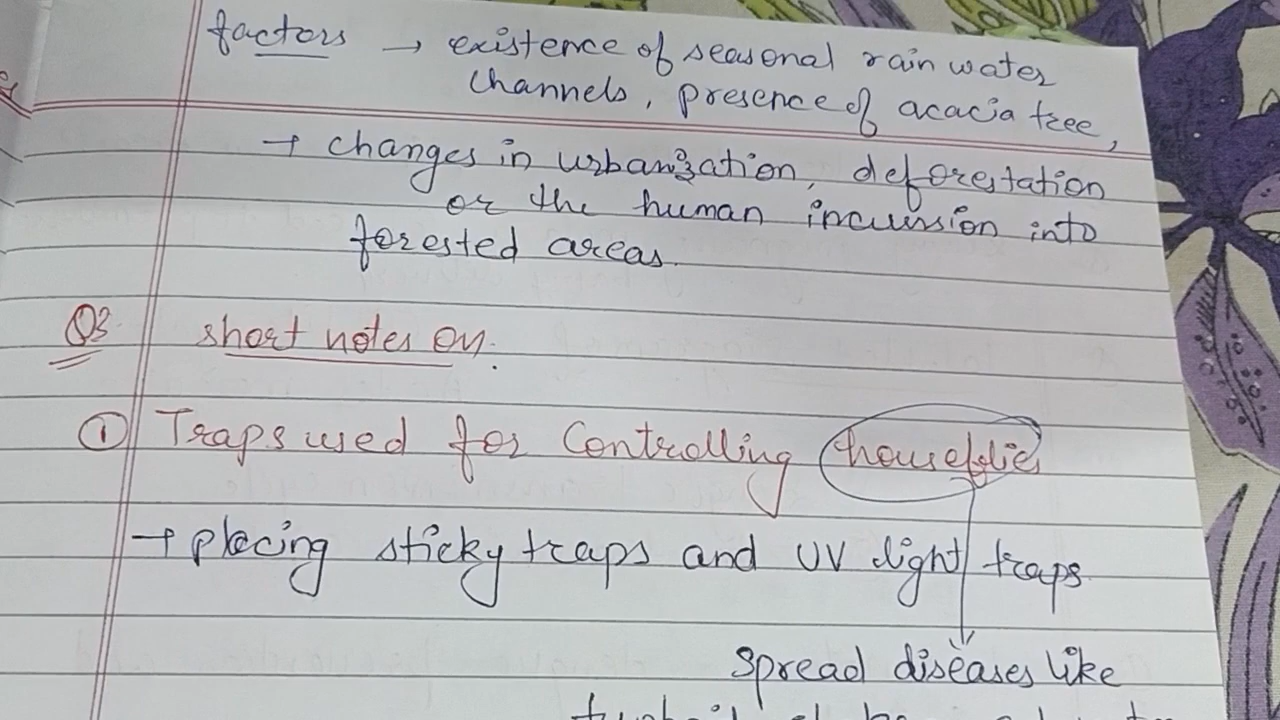 factors → existence of seasonal rain water
channels, presence of acacia tree,
→ changes in urbanization, deforestation
or the human incursion into
forested areas.
Q3. short notes on:
① Traps used for Controlling houseflie
→ placing sticky traps and UV light traps
spread diseases like